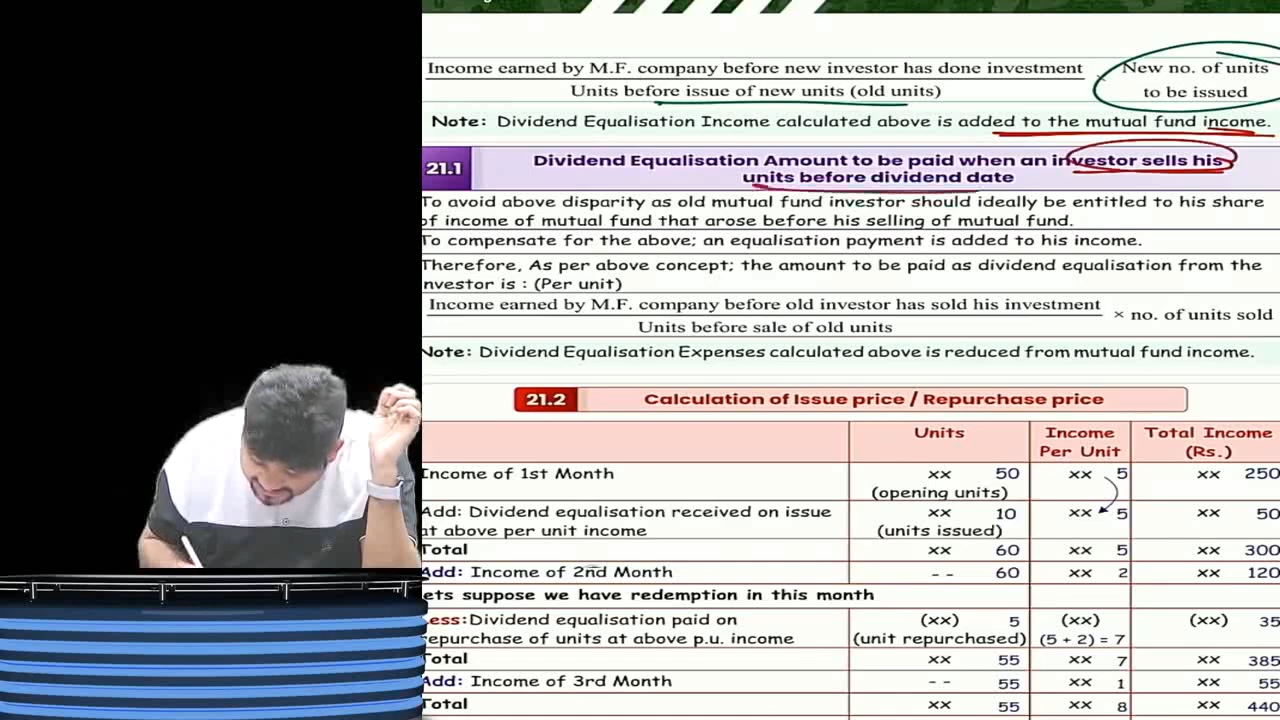 Income earned by M.F. company before new investor has done investment
Units before issue of new units (old units)
× New no. of units
to be issued
Note: Dividend Equalisation Income calculated above is added to the mutual fund income.
21.1 Dividend Equalisation Amount to be paid when an investor sells his
units before dividend date
To avoid above disparity as old mutual fund investor should ideally be entitled to his share
of income of mutual fund that arose before his selling of mutual fund.
To compensate for the above; an equalisation payment is added to his income.
Therefore, As per above concept; the amount to be paid as dividend equalisation from the
investor is : (Per unit)
Income earned by M.F. company before old investor has sold his investment
Units before sale of old units
× no. of units sold
Note: Dividend Equalisation Expenses calculated above is reduced from mutual fund income.
21.2 Calculation of Issue price / Repurchase price
Units Income Per Unit Total Income (Rs.)
Income of 1st Month xx 50 (opening units) xx 5 xx 250
Add: Dividend equalisation received on issue at above per unit income xx 10 (units issued) xx 5 xx 50
Total xx 60 xx 5 xx 300
Add: Income of 2nd Month -- 60 xx 2 xx 120
ets suppose we have redemption in this month
ess: Dividend equalisation paid on repurchase of units at above p.u. income (xx) 5 (unit repurchased) (xx) (5 + 2) = 7 (xx) 35
Total xx 55 xx 7 xx 385
Add: Income of 3rd Month -- 55 xx 1 xx 55
Total xx 55 xx 8 xx 440